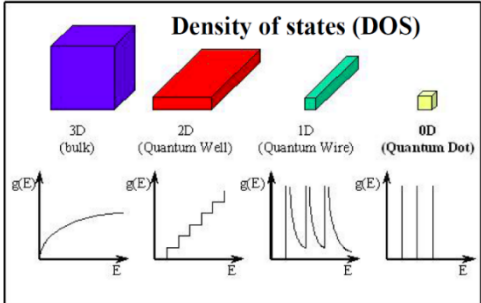 Density of states (DOS)
3D
(bulk)
2D
(Quantum Well)
1D
(Quantum Wire)
0D
(Quantum Dot)
g(E)
E
g(E)
E
g(E)
E
g(E)
E